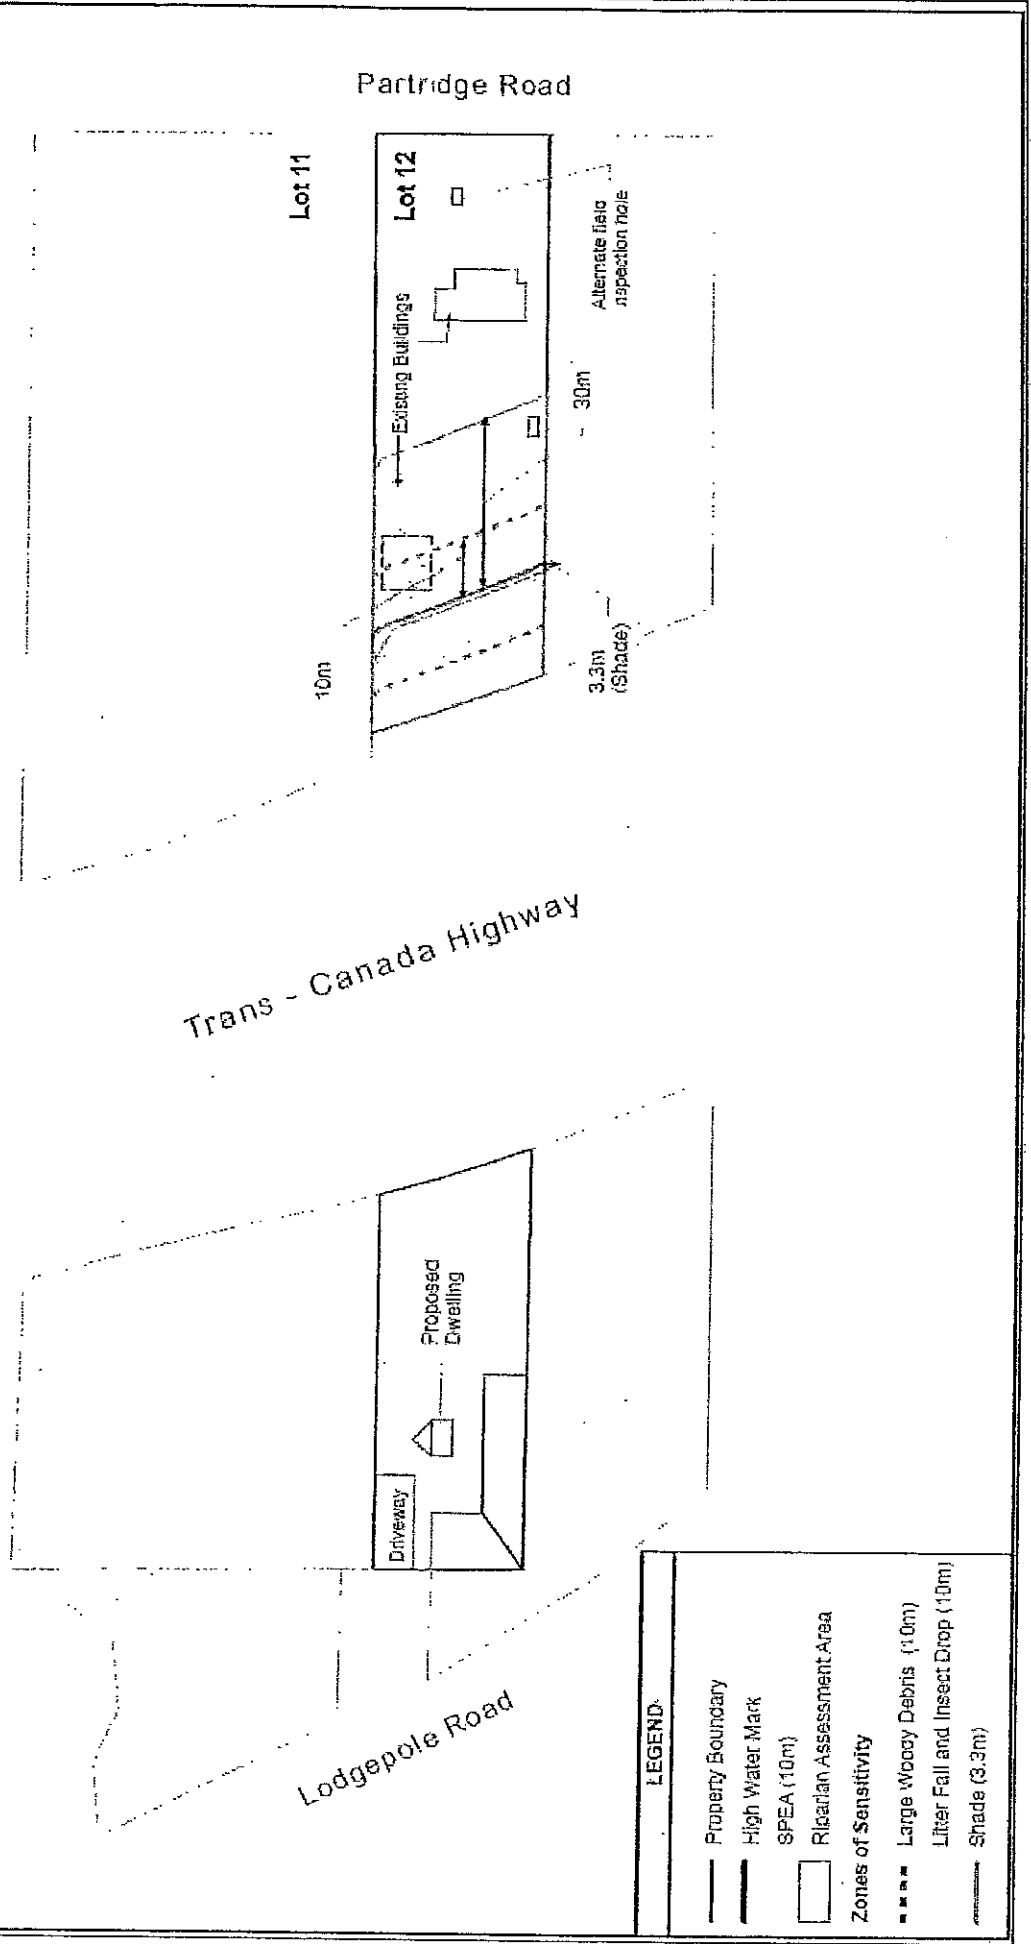 Partridge Road
Lot 11
Lot 12
Existing Buildings
Alternate field
inspection hole
30m
10m
3.3m
(Shade)
Trans - Canada Highway
Proposed
Dwelling
Driveway
Lodgepole Road
LEGEND
Property Boundary
High Water Mark
SPEA (10m)
Riparian Assessment Area
Zones of Sensitivity
Large Woody Debris (10m)
Litter Fall and Insect Drop (10m)
Shade (3.3m)